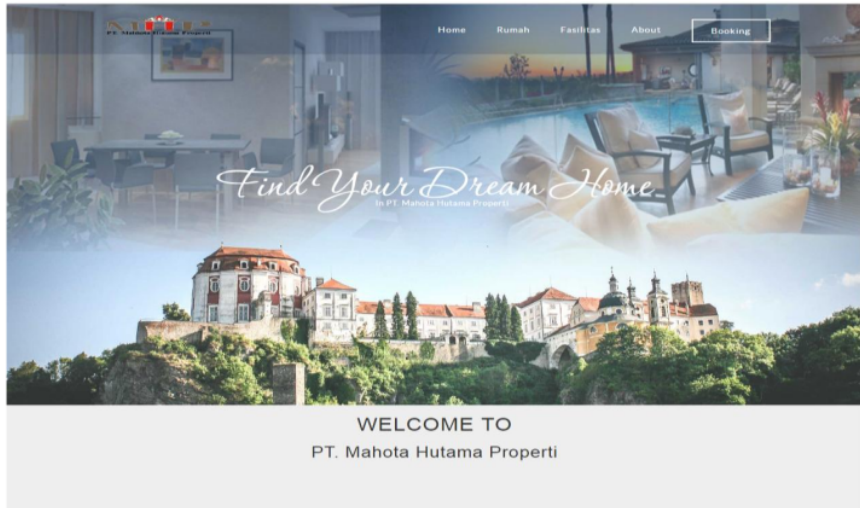 PT. Mahota Hutama Properti
Home Rumah Fasilitas About Booking
Find Your Dream Home
In PT. Mahota Hutama Properti
WELCOME TO
PT. Mahota Hutama Properti